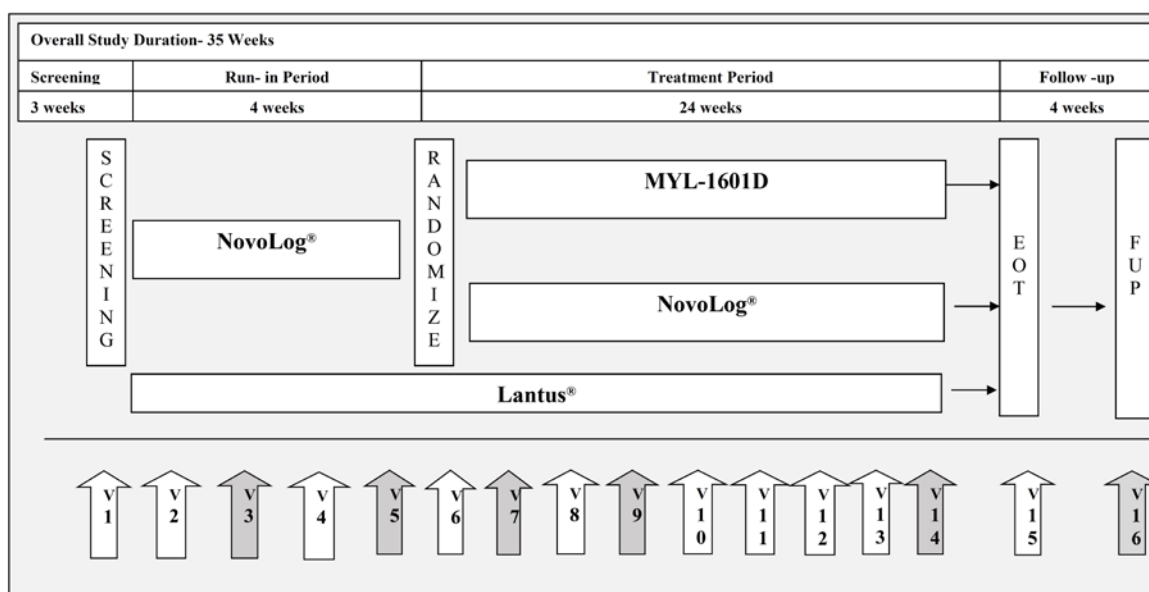 Overall Study Duration- 35 Weeks
Screening Run- in Period Treatment Period Follow -up
3 weeks 4 weeks 24 weeks 4 weeks
SCREENING
RANDOMIZE
MYL-1601D
NovoLog®
NovoLog®
Lantus®
EOT
FUP
V1 V2 V3 V4 V5 V6 V7 V8 V9 V10 V11 V12 V13 V14 V15 V16